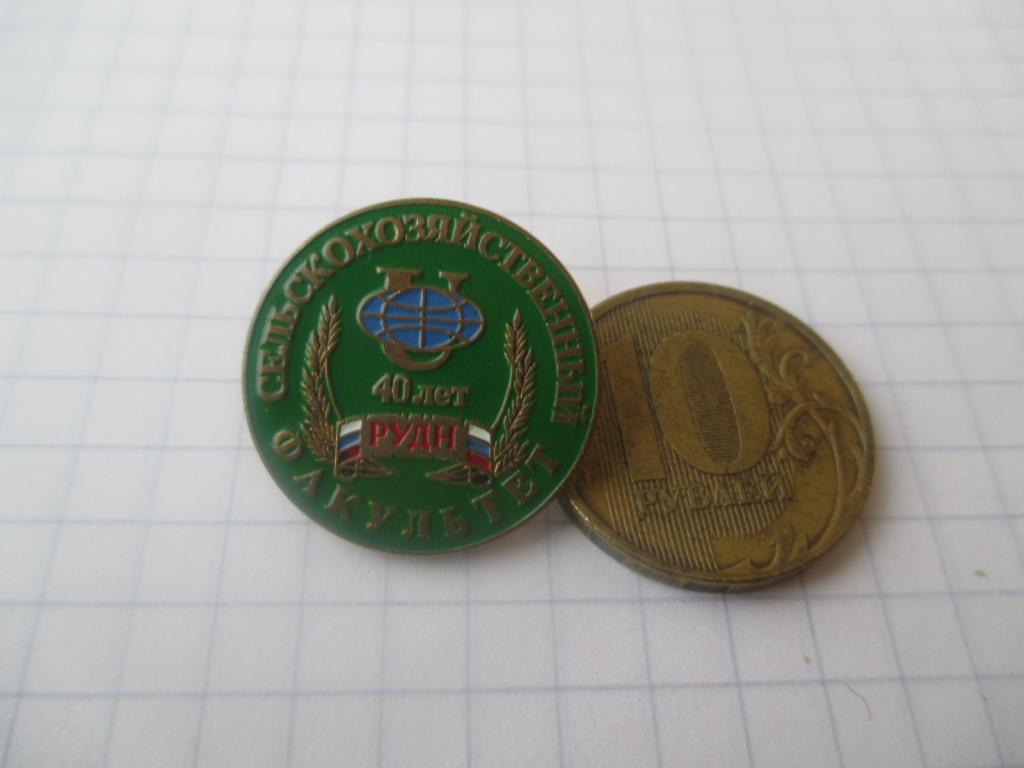 СЕЛЬСКОХОЗЯЙСТВЕННЫЙ
40 лет
РУДН
ФАКУЛЬТЕТ
10
РУБЛЕЙ